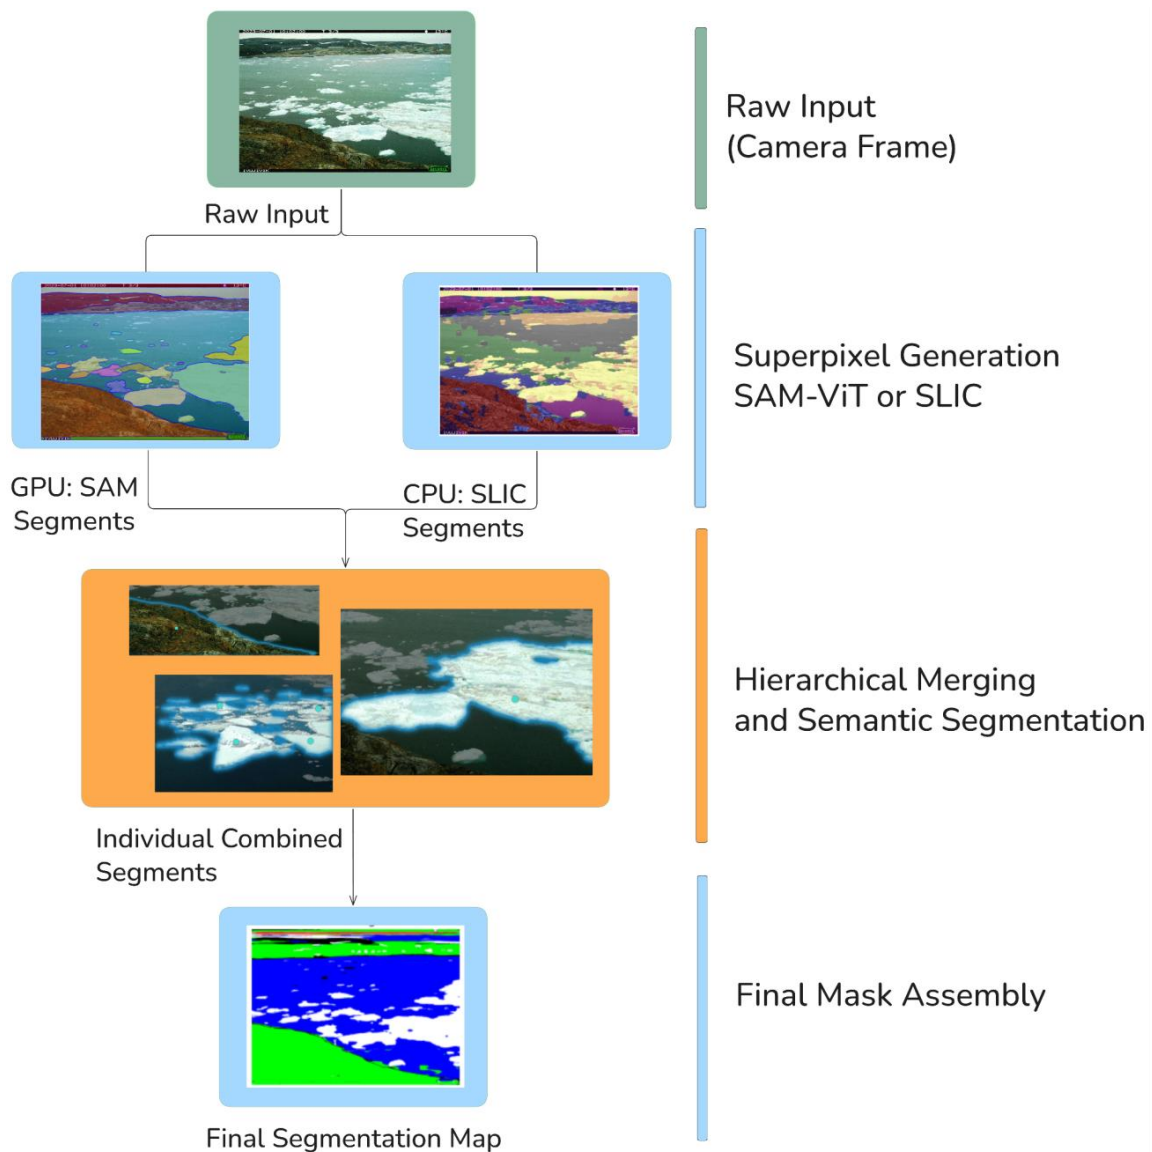 Raw Input
(Camera Frame)
Raw Input
Superpixel Generation
SAM-ViT or SLIC
GPU: SAM
Segments
CPU: SLIC
Segments
Hierarchical Merging
and Semantic Segmentation
Individual Combined
Segments
Final Mask Assembly
Final Segmentation Map